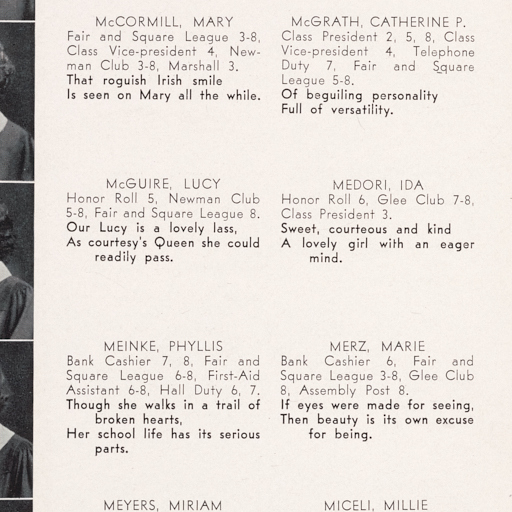 McCORMILL, MARY
Fair and Square League 3-8,
Class Vice-president 4, New-
man Club 3-8, Marshall 3.
That roguish Irish smile
Is seen on Mary all the while.
McGRATH, CATHERINE P.
Class President 2, 5, 8, Class
Vice-president 4, Telephone
Duty 7, Fair and Square
League 5-8.
Of beguiling personality
Full of versatility.
McGUIRE, LUCY
Honor Roll 5, Newman Club
5-8, Fair and Square League 8.
Our Lucy is a lovely lass,
As courtesy's Queen she could
readily pass.
MEDORI, IDA
Honor Roll 6, Glee Club 7-8,
Class President 3.
Sweet, courteous and kind
A lovely girl with an eager
mind.
MEINKE, PHYLLIS
Bank Cashier 7, 8, Fair and
Square League 6-8, First-Aid
Assistant 6-8, Hall Duty 6, 7.
Though she walks in a trail of
broken hearts,
Her school life has its serious
parts.
MERZ, MARIE
Bank Cashier 6, Fair and
Square League 3-8, Glee Club
8, Assembly Post 8.
If eyes were made for seeing,
Then beauty is its own excuse
for being.
MEYERS, MIRIAM
MICELI, MILLIE